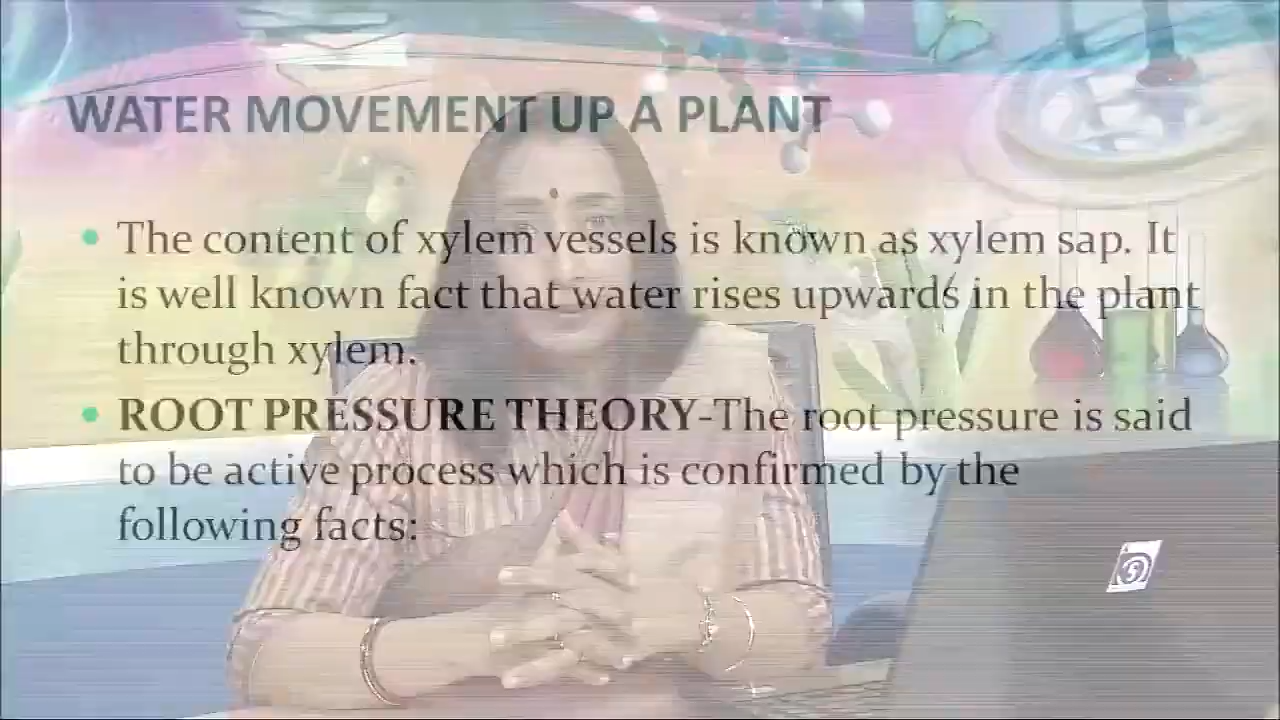 WATER MOVEMENT UP A PLANT
• The content of xylem vessels is known as xylem sap. It
is well known fact that water rises upwards in the plant
through xylem.
• ROOT PRESSURE THEORY-The root pressure is said
to be active process which is confirmed by the
following facts: